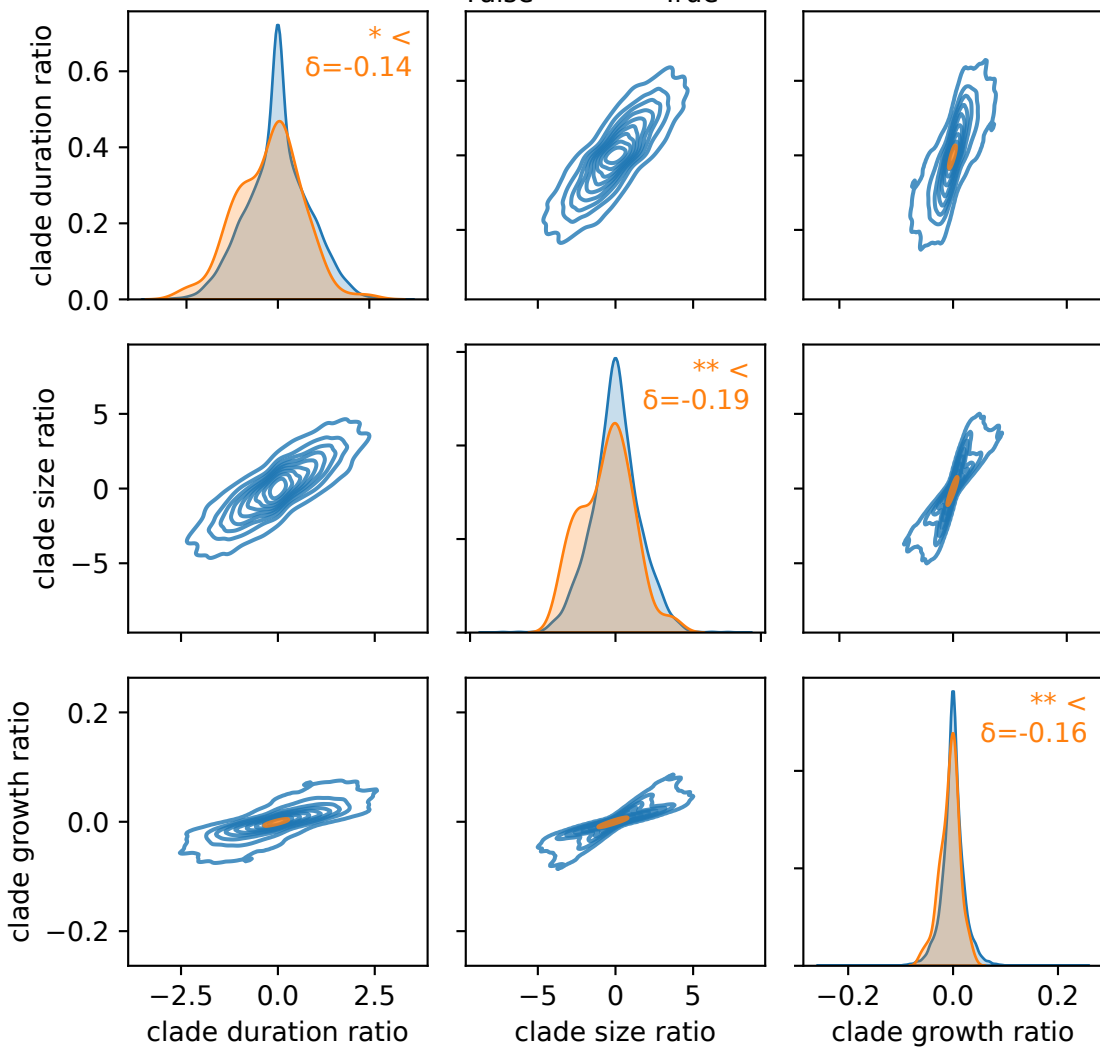 True
* <
δ=-0.14
clade duration ratio
0.6
0.4
0.2
0.0
** <
δ=-0.19
clade size ratio
5
0
−5
** <
δ=-0.16
clade growth ratio
0.2
0.0
−0.2
−2.5 0.0 2.5 −5 0 5 −0.2 0.0 0.2
clade duration ratio clade size ratio clade growth ratio